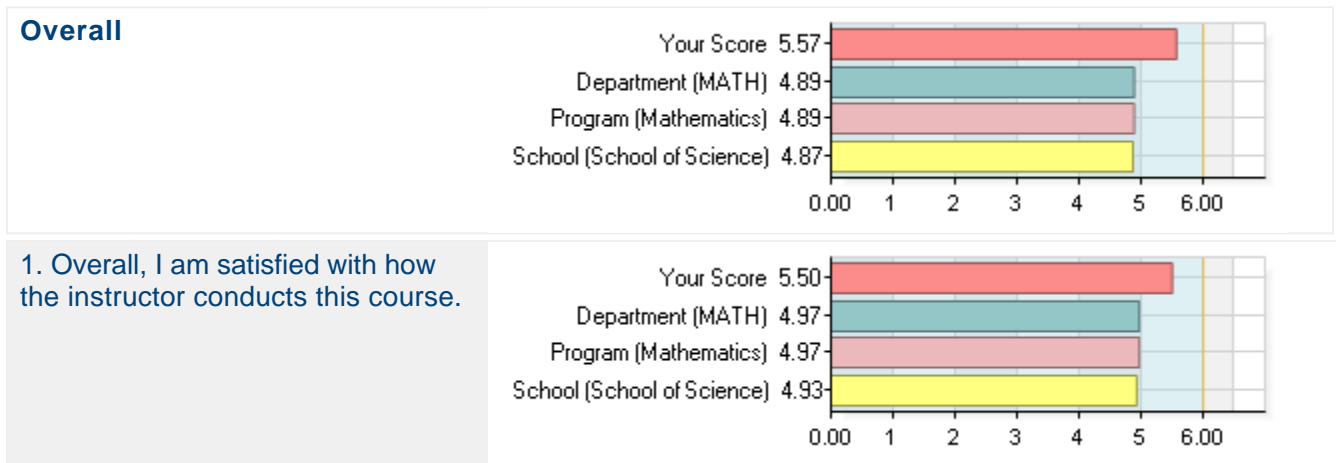 Overall
Your Score 5.57
Department (MATH) 4.89
Program (Mathematics) 4.89
School (School of Science) 4.87
0.00 1 2 3 4 5 6.00
1. Overall, I am satisfied with how
the instructor conducts this course.
Your Score 5.50
Department (MATH) 4.97
Program (Mathematics) 4.97
School (School of Science) 4.93
0.00 1 2 3 4 5 6.00